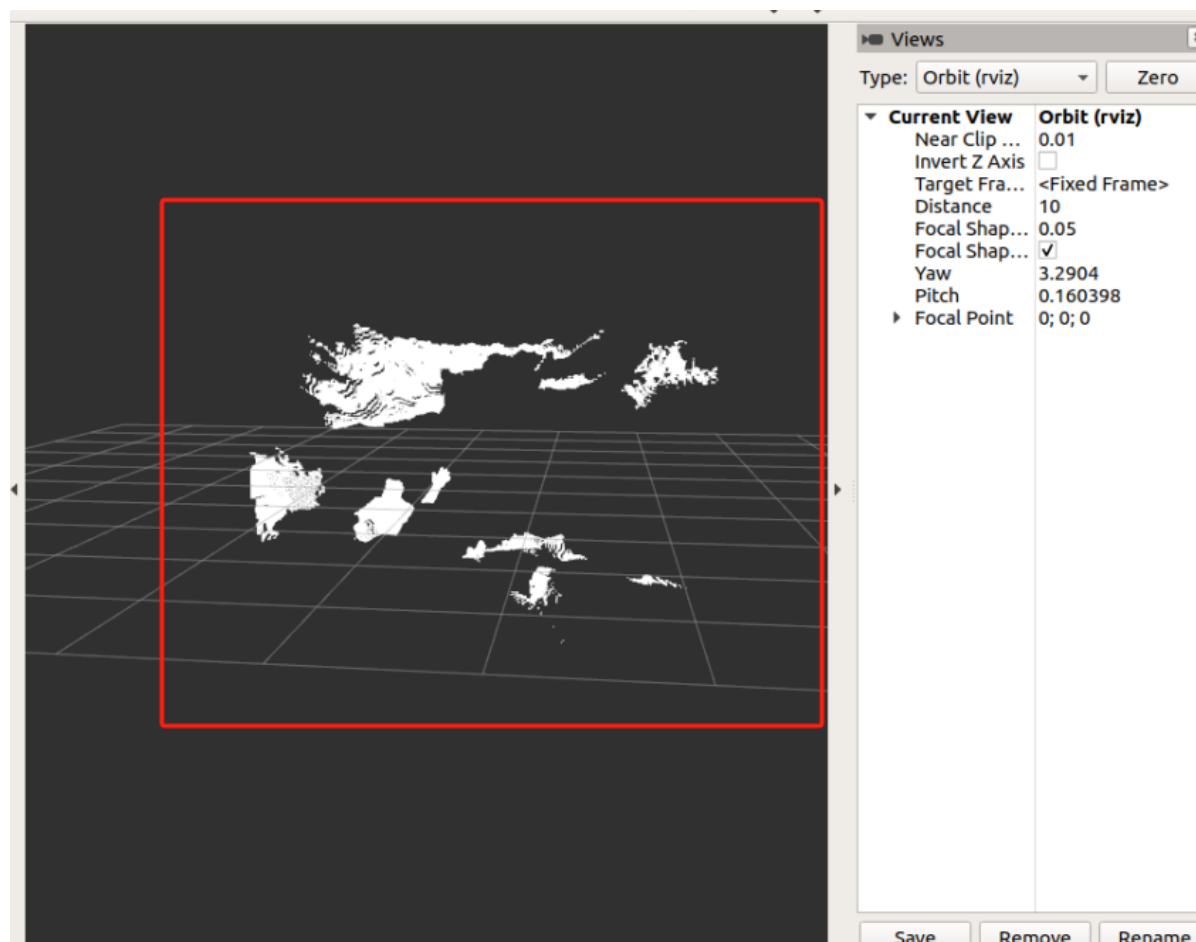 Views
Type: Orbit (rviz) Zero
Current View Orbit (rviz)
Near Clip ... 0.01
Invert Z Axis
Target Fra... <Fixed Frame>
Distance 10
Focal Shap... 0.05
Focal Shap... ✓
Yaw 3.2904
Pitch 0.160398
Focal Point 0; 0; 0
Save Remove Rename